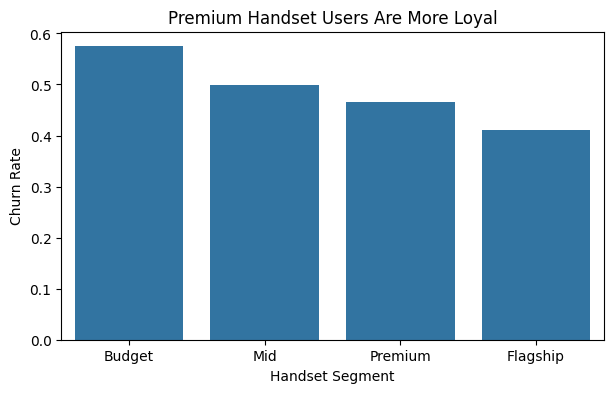 Premium Handset Users Are More Loyal
Churn Rate
0.6
0.5
0.4
0.3
0.2
0.1
0.0
Budget Mid Premium Flagship
Handset Segment